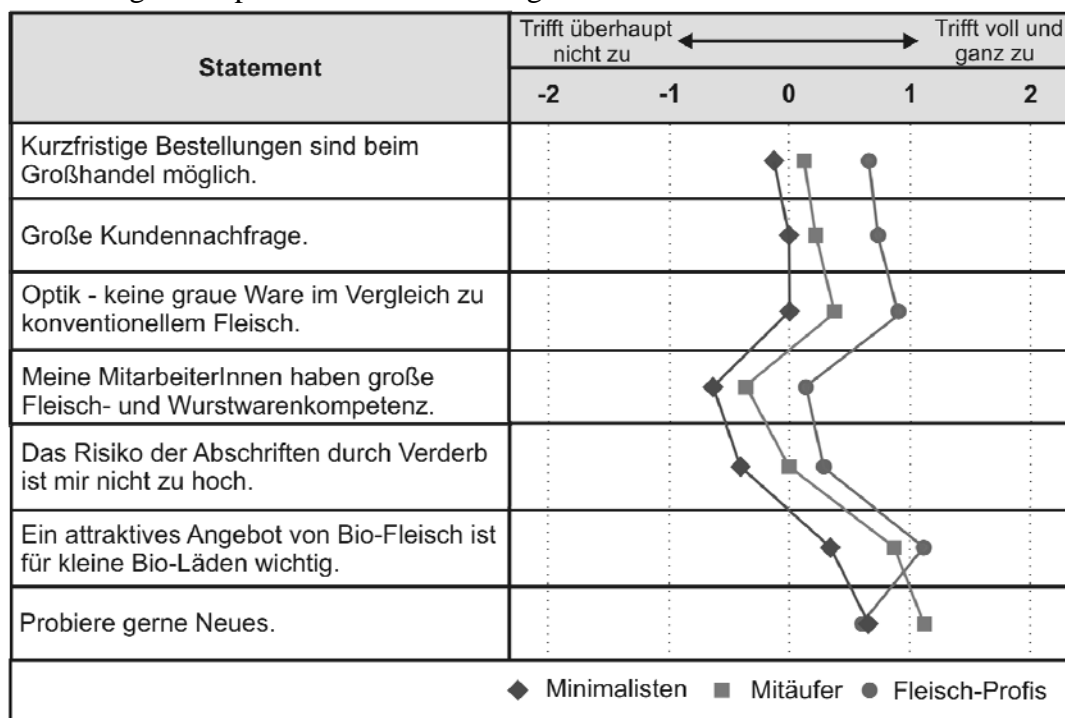 Statement
Trifft überhaupt
nicht zu
Trifft voll und
ganz zu
-2 -1 0 1 2
Kurzfristige Bestellungen sind beim
Großhandel möglich.
Große Kundennachfrage.
Optik - keine graue Ware im Vergleich zu
konventionellem Fleisch.
Meine MitarbeiterInnen haben große
Fleisch- und Wurstwarenkompetenz.
Das Risiko der Abschriften durch Verderb
ist mir nicht zu hoch.
Ein attraktives Angebot von Bio-Fleisch ist
für kleine Bio-Läden wichtig.
Probiere gerne Neues.
Minimalisten Mitäufer Fleisch-Profis